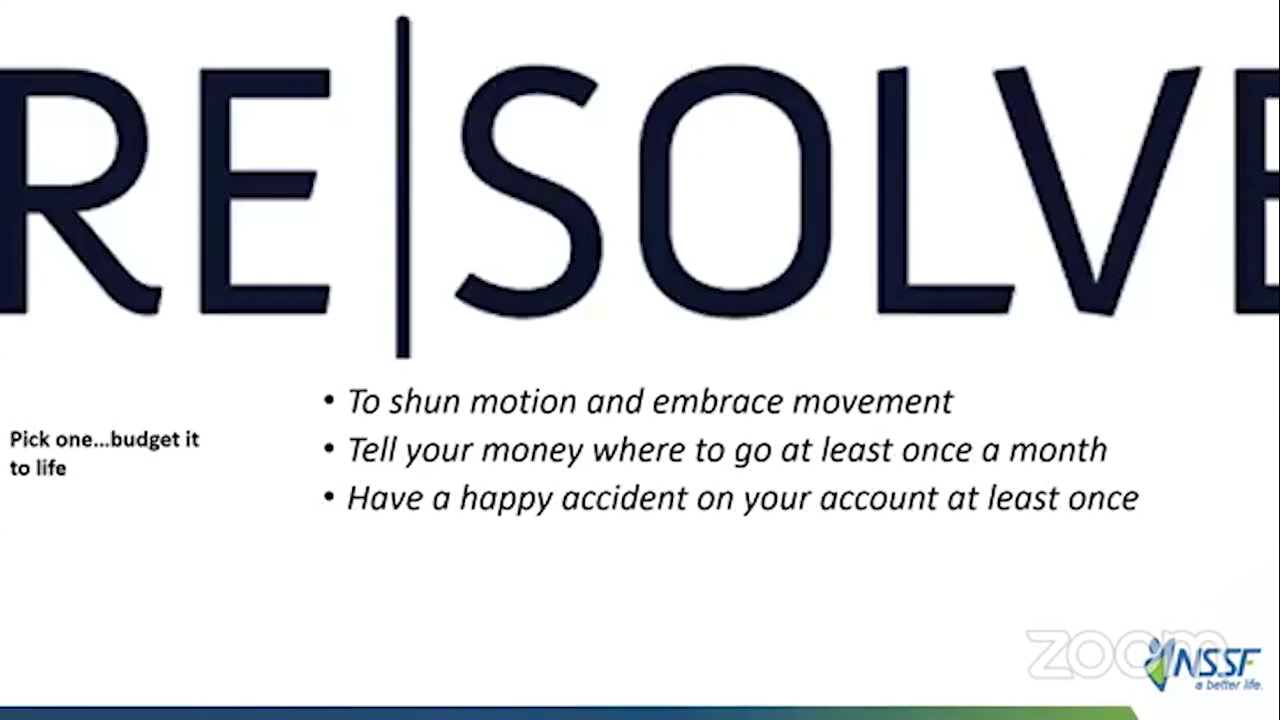 RE|SOLVE
• To shun motion and embrace movement
Pick one...budget it
to life
• Tell your money where to go at least once a month
• Have a happy accident on your account at least once
zoom
NSSF
a better life.